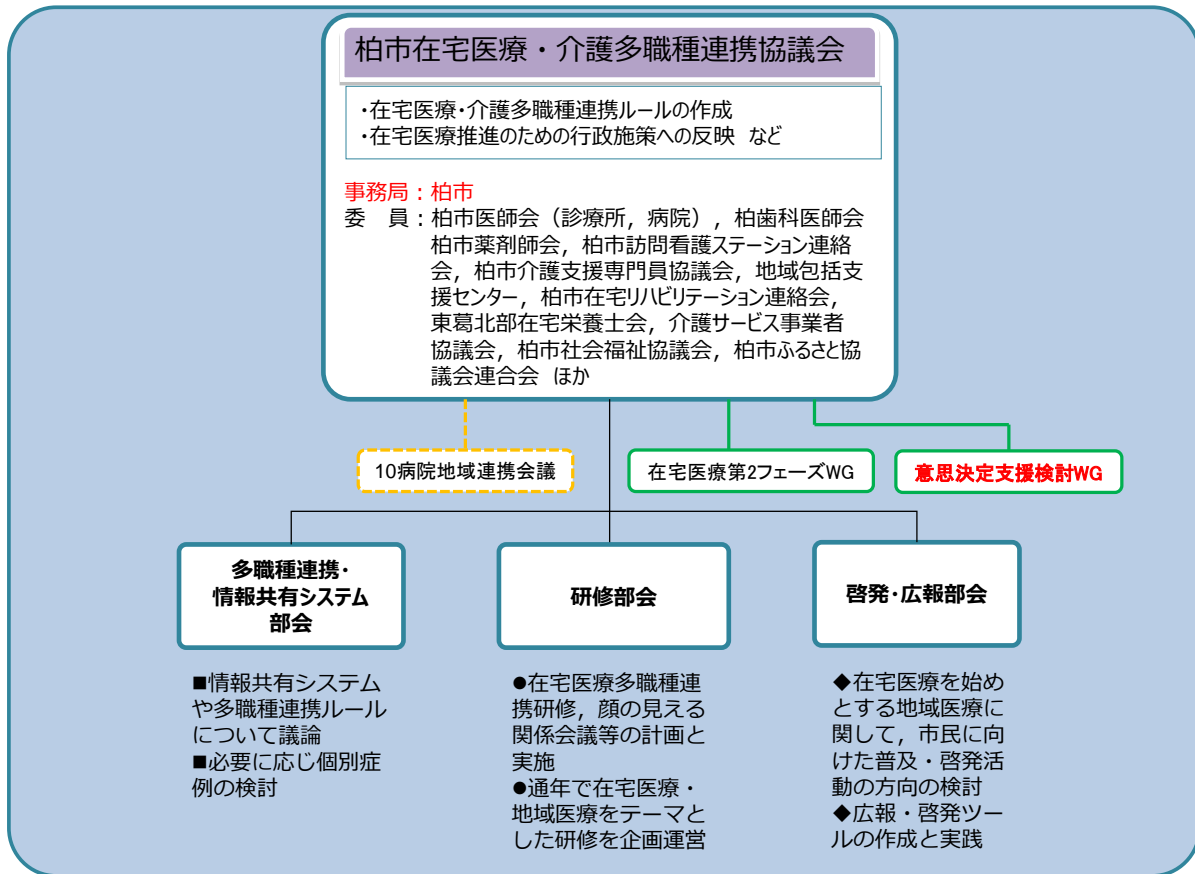 柏市在宅医療・介護多職種連携協議会
・在宅医療・介護多職種連携ルールの作成
・在宅医療推進のための行政施策への反映 など
事務局：柏市
委　員：柏市医師会（診療所，病院），柏歯科医師会
柏市薬剤師会，柏市訪問看護ステーション連絡
会，柏市介護支援専門員協議会，地域包括支
援センター，柏市在宅リハビリテーション連絡会，
東葛北部在宅栄養士会，介護サービス事業者
協議会，柏市社会福祉協議会，柏市ふるさと協
議会連合会 ほか
10病院地域連携会議
在宅医療第2フェーズWG
意思決定支援検討WG
多職種連携・
情報共有システム
部会
研修部会
啓発・広報部会
■情報共有システム
や多職種連携ルール
について議論
■必要に応じ個別症
例の検討
●在宅医療多職種連
携研修，顔の見える
関係会議等の計画と
実施
●通年で在宅医療・
地域医療をテーマと
した研修を企画運営
◆在宅医療を始め
とする地域医療に
関して，市民に向
けた普及・啓発活
動の方向の検討
◆広報・啓発ツー
ルの作成と実践